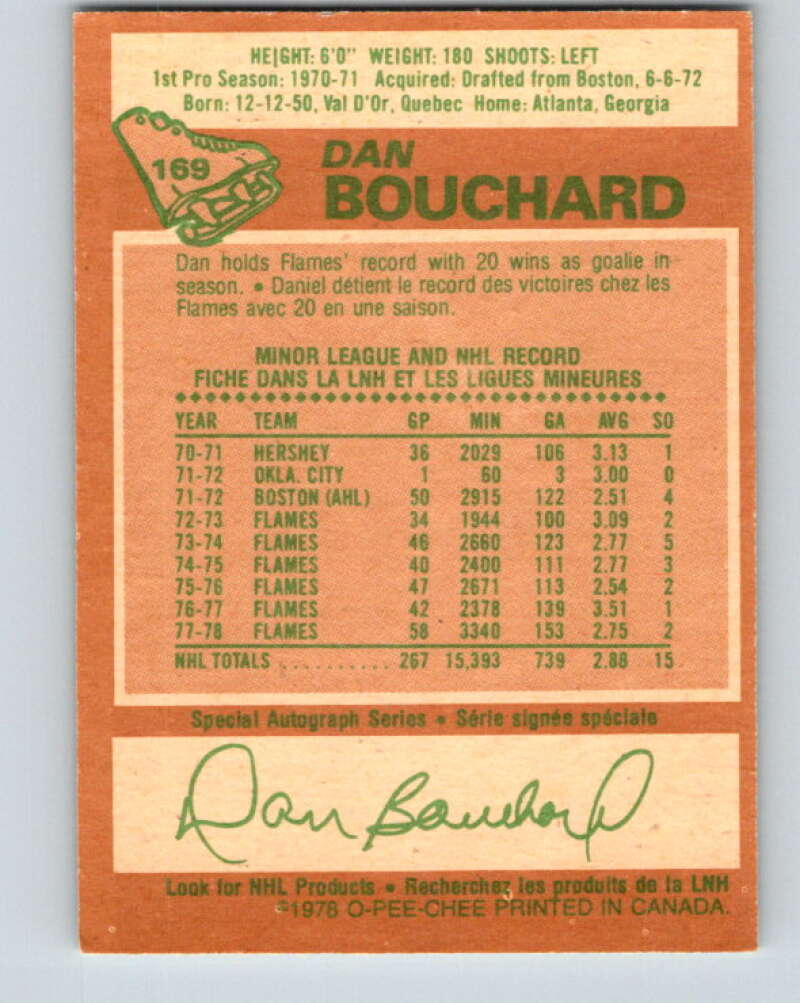 HEIGHT: 6'0" WEIGHT: 180 SHOOTS: LEFT
1st Pro Season: 1970-71 Acquired: Drafted from Boston, 6-6-72
Born: 12-12-50, Val D'Or, Quebec Home: Atlanta, Georgia
169
DAN
BOUCHARD
Dan holds Flames' record with 20 wins as goalie in
season. • Daniel détient le record des victoires chez les
Flames avec 20 en une saison.
MINOR LEAGUE AND NHL RECORD
FICHE DANS LA LNH ET LES LIGUES MINEURES
YEAR TEAM GP MIN GA AVG SO
70-71 HERSHEY 36 2029 106 3.13 1
71-72 OKLA. CITY 1 60 3 3.00 0
71-72 BOSTON (AHL) 50 2915 122 2.51 4
72-73 FLAMES 34 1944 100 3.09 2
73-74 FLAMES 46 2660 123 2.77 5
74-75 FLAMES 40 2400 111 2.77 3
75-76 FLAMES 47 2671 113 2.54 2
76-77 FLAMES 42 2378 139 3.51 1
77-78 FLAMES 58 3340 153 2.75 2
NHL TOTALS .......... 267 15,393 739 2.88 15
Special Autograph Series • Série signée spéciale
Dan Bouchard
Look for NHL Products • Recherchez les produits de la LNH
©1978 O-PEE-CHEE PRINTED IN CANADA.